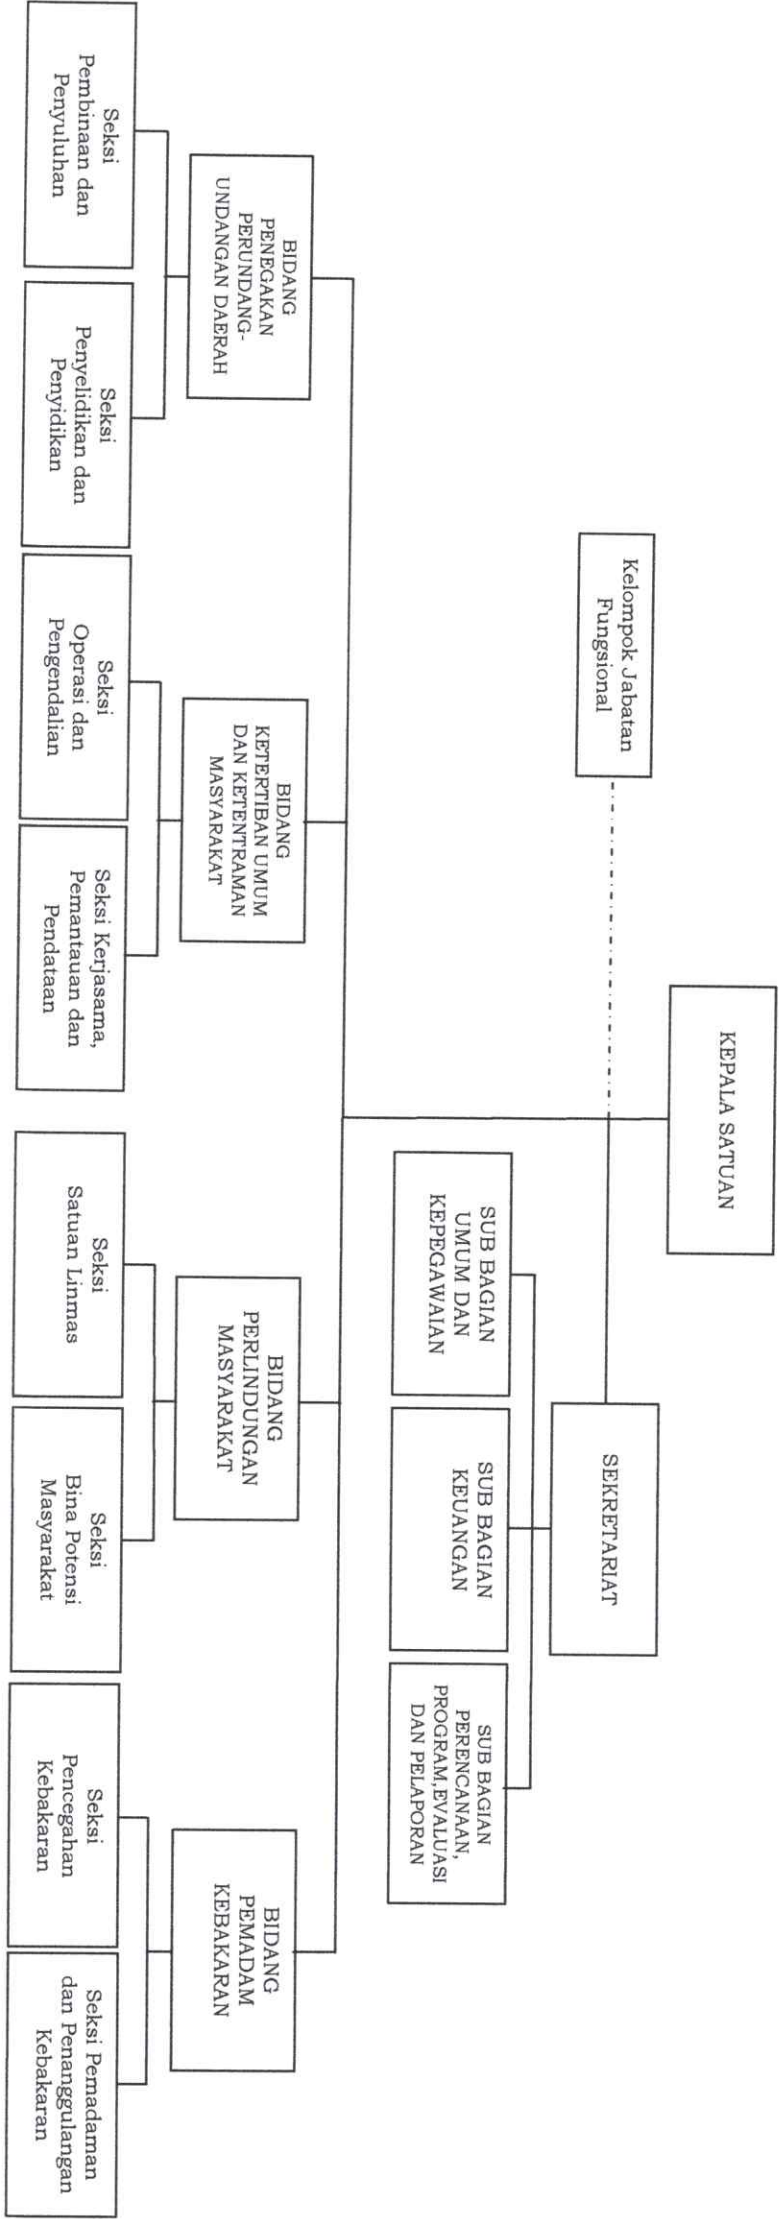 KEPALA SATUAN
Kelompok Jabatan
Fungsional
SEKRETARIAT
SUB BAGIAN
UMUM DAN
KEPEGAWAIAN
SUB BAGIAN
KEUANGAN
SUB BAGIAN
PERENCANAAN,
PROGRAM,EVALUASI
DAN PELAPORAN
BIDANG
PENEGAKAN
PERUNDANG-
UNDANGAN DAERAH
BIDANG
KETERTIBAN UMUM
DAN KETENTRAMAN
MASYARAKAT
BIDANG
PERLINDUNGAN
MASYARAKAT
BIDANG
PEMADAM
KEBAKARAN
Seksi
Pembinaan dan
Penyuluhan
Seksi
Penyelidikan dan
Penyidikan
Seksi
Operasi dan
Pengendalian
Seksi Kerjasama,
Pemantauan dan
Pendataan
Seksi
Satuan Linmas
Seksi
Bina Potensi
Masyarakat
Seksi
Pencegahan
Kebakaran
Seksi Pemadaman
dan Penanggulangan
Kebakaran